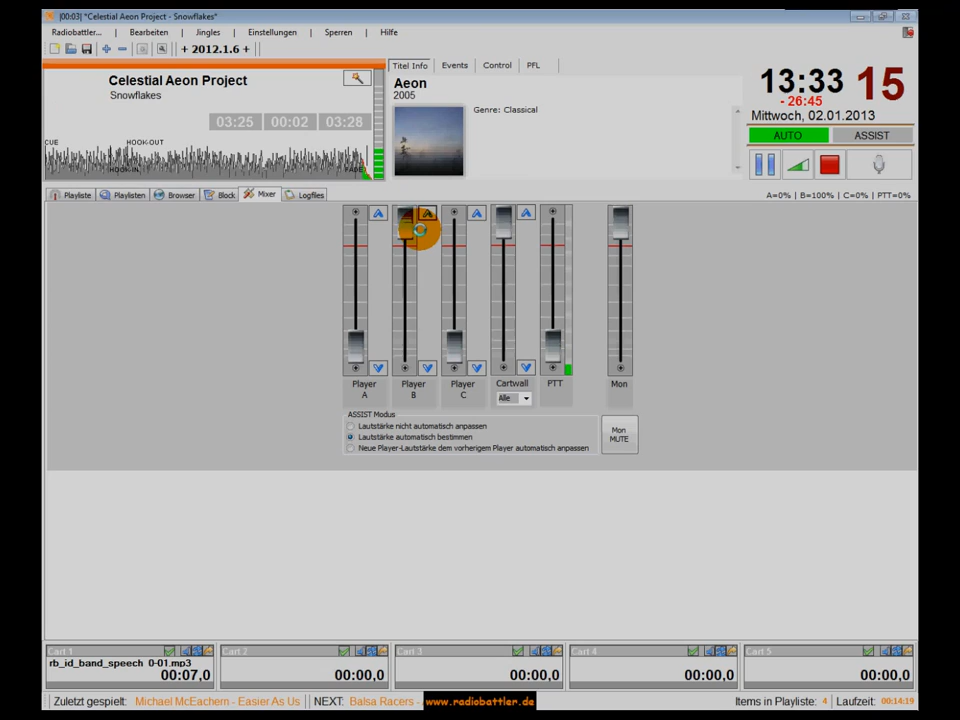 [00:03] *Celestial Aeon Project - Snowflakes*
Radiobattler... | Bearbeiten | Jingles | Einstellungen | Sperren | Hilfe
+ 2012.1.6 +
Celestial Aeon Project
Snowflakes
03:25 00:02 03:28
CUE HOOK-OUT
HOOK-IN FADE
Titel Info Events Control PFL
Aeon
2005
Genre: Classical
13:33 15
- 26:45
Mittwoch, 02.01.2013
AUTO ASSIST
Playliste Playlisten Browser Block Mixer Logfiles
A=0% | B=100% | C=0% | PTT=0%
Player A
Player B
Player C
Cartwall
Alle
PTT
Mon
ASSIST Modus
Lautstärke nicht automatisch anpassen
Lautstärke automatisch bestimmen
Neue Player-Lautstärke dem vorherigem Player automatisch anpassen
Mon
MUTE
Cart 1 Cart 2 Cart 3 Cart 4 Cart 5
rb_id_band_speech 0-01.mp3
00:07,0 00:00,0 00:00,0 00:00,0 00:00,0
Zuletzt gespielt: Michael McEachern - Easier As Us NEXT: Balsa Racers - www.radiobattler.de Items in Playliste: 4 Laufzeit: 00:14:19